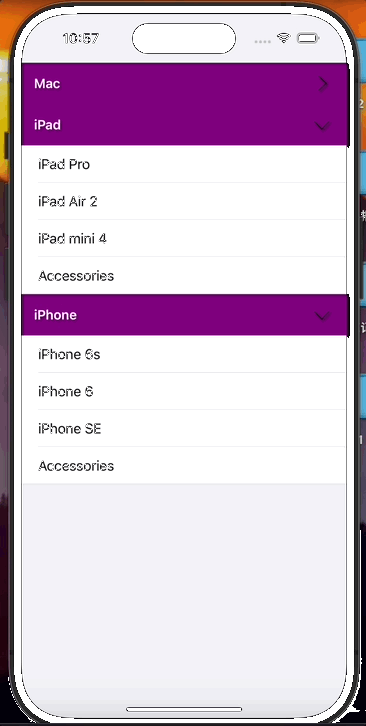 10:57
Mac
iPad
iPad Pro
iPad Air 2
iPad mini 4
Accessories
iPhone
iPhone 6s
iPhone 6
iPhone SE
Accessories